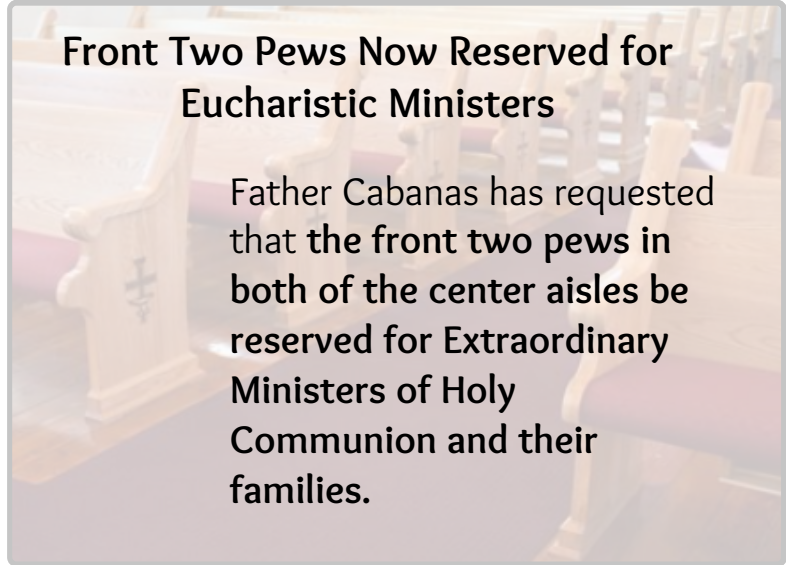 Front Two Pews Now Reserved for
Eucharistic Ministers
Father Cabanas has requested
that the front two pews in
both of the center aisles be
reserved for Extraordinary
Ministers of Holy
Communion and their
families.